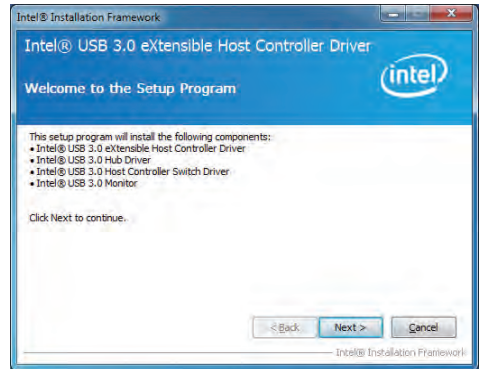 Intel® Installation Framework
Intel® USB 3.0 eXtensible Host Controller Driver
intel
Welcome to the Setup Program
This setup program will install the following components:
• Intel® USB 3.0 eXtensible Host Controller Driver
• Intel® USB 3.0 Hub Driver
• Intel® USB 3.0 Host Controller Switch Driver
• Intel® USB 3.0 Monitor
Click Next to continue.
< Back Next > Cancel
Intel® Installation Framework